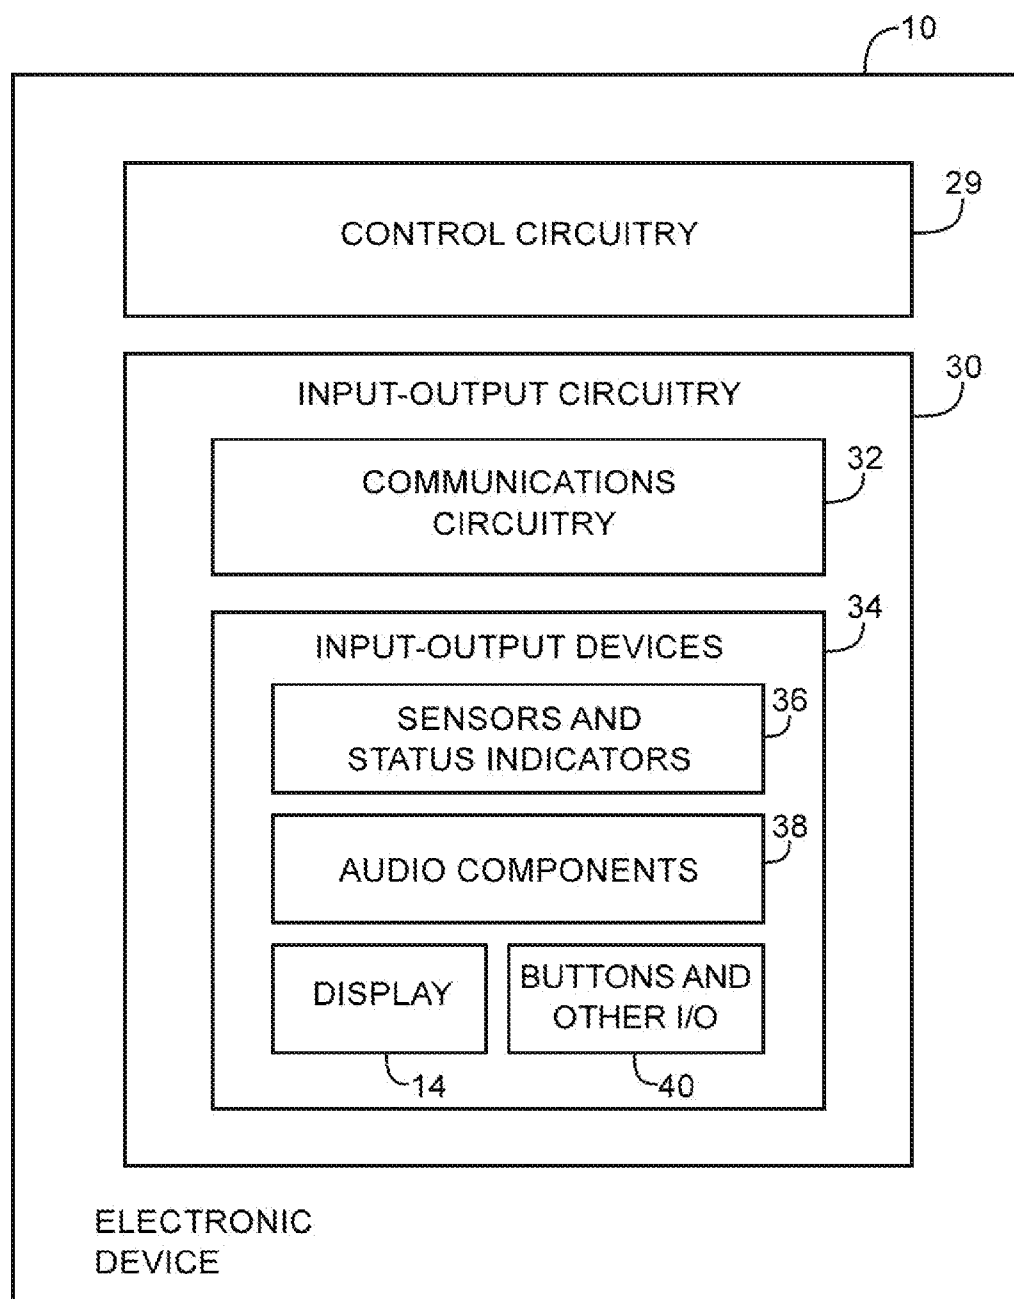 10
29
CONTROL CIRCUITRY
30
INPUT-OUTPUT CIRCUITRY
32
COMMUNICATIONS
CIRCUITRY
34
INPUT-OUTPUT DEVICES
36
SENSORS AND
STATUS INDICATORS
38
AUDIO COMPONENTS
DISPLAY
BUTTONS AND
OTHER I/O
14
40
ELECTRONIC
DEVICE